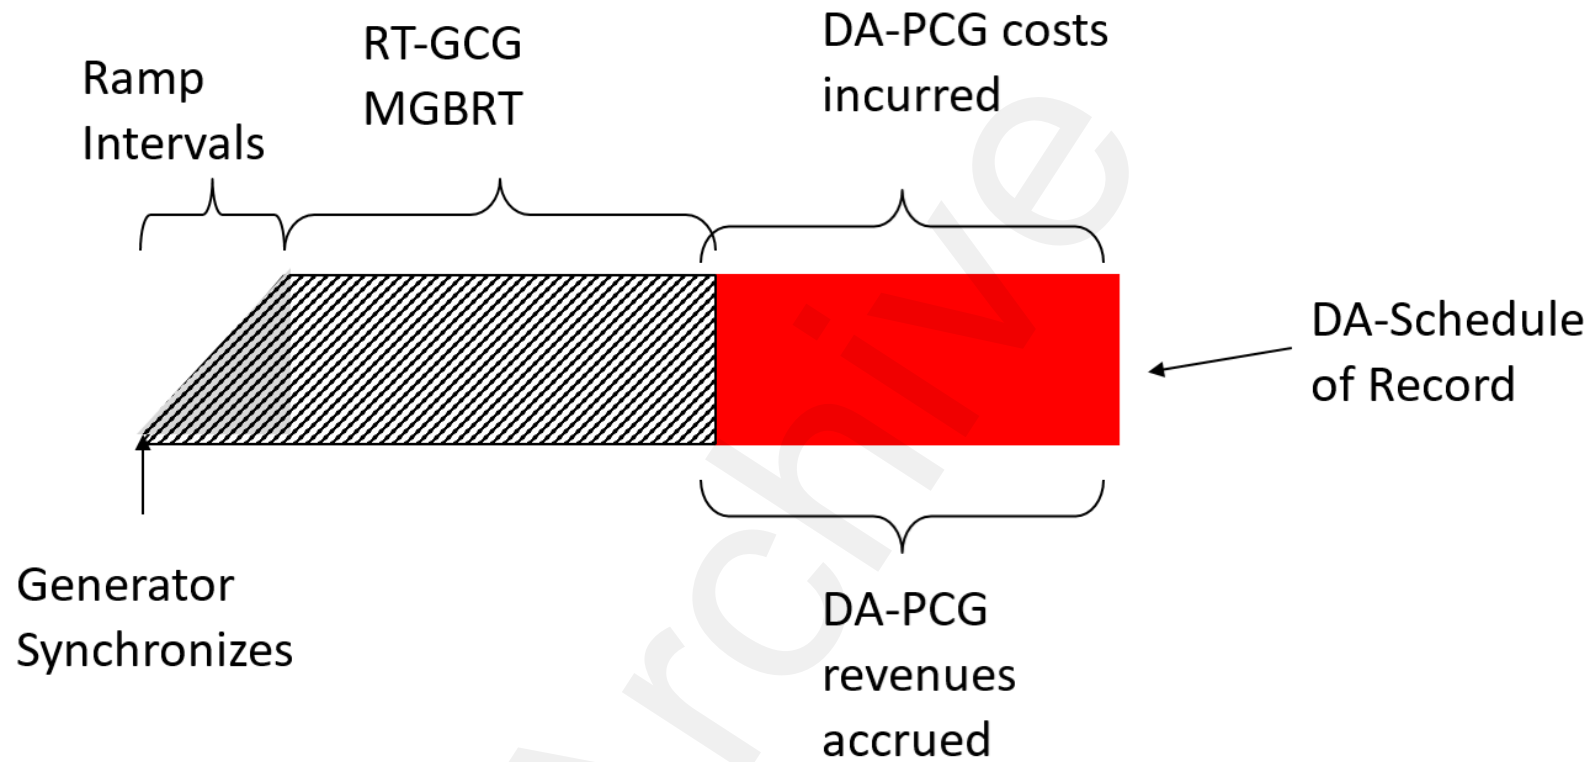 Ramp
Intervals
RT-GCG
MGBRT
DA-PCG costs
incurred
DA-Schedule
of Record
Generator
Synchronizes
DA-PCG
revenues
accrued
Archive